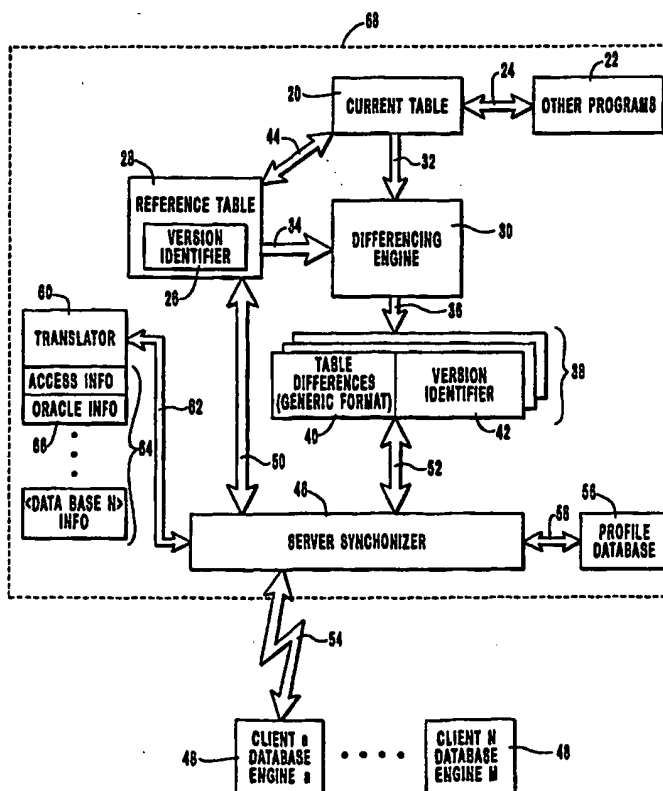 68
22
20
24
CURRENT TABLE
OTHER PROGRAMS
44
28
32
REFERENCE TABLE
34
30
VERSION
IDENTIFIER
DIFFERENCING
ENGINE
26
60
36
TRANSLATOR
ACCESS INFO
ORACLE INFO
62
TABLE
DIFFERENCES
(GENERIC FORMAT)
VERSION
IDENTIFIER
38
66
64
40
42
50
52
<DATA BASE N>
INFO
46
56
SERVER SYNCHONIZER
58
PROFILE
DATABASE
54
48
CLIENT a
DATABASE
ENGINE a
CLIENT N
DATABASE
ENGINE M
48